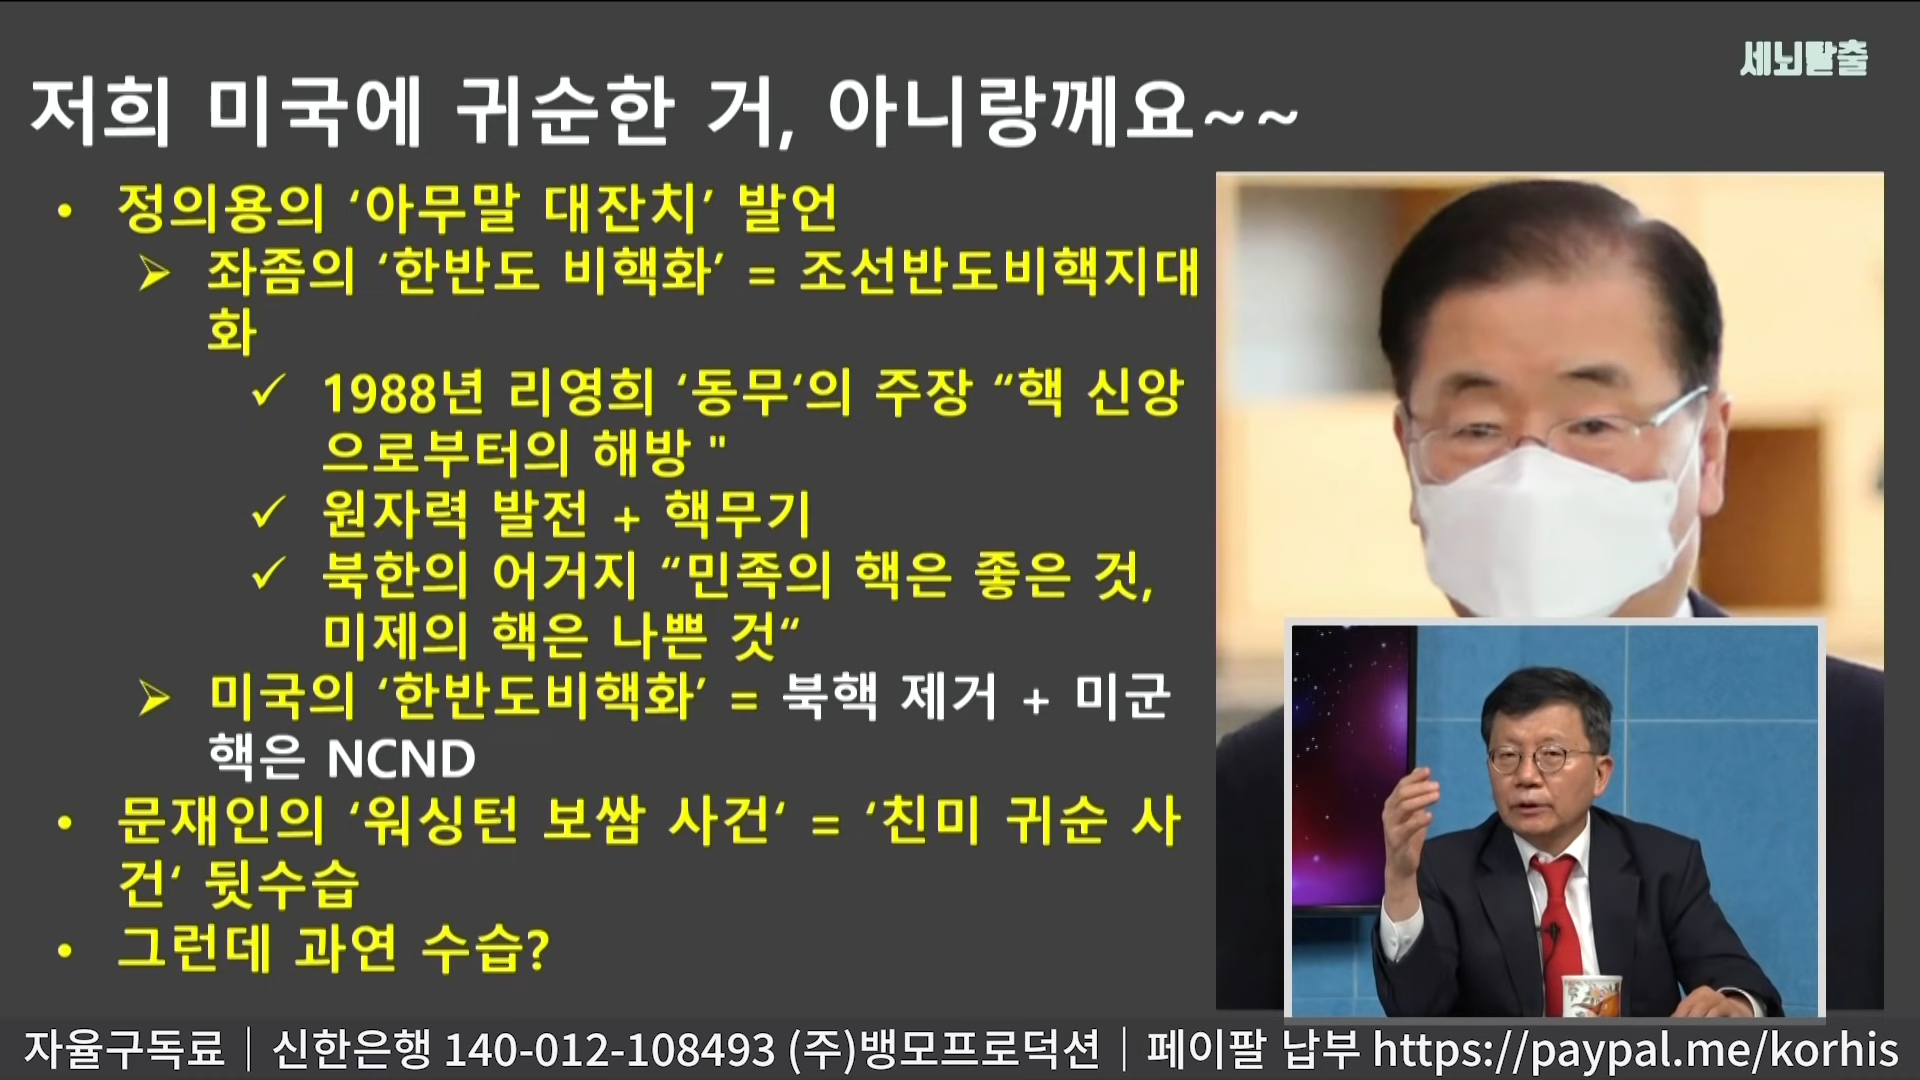 세뇌탈출
저희 미국에 귀순한 거, 아니랑께요~~
• 정의용의 ‘아무말 대잔치’ 발언
➢ 좌좀의 ‘한반도 비핵화’ = 조선반도비핵지대
화
✓ 1988년 리영희 ‘동무‘의 주장 “핵 신앙
으로부터의 해방 "
✓ 원자력 발전 + 핵무기
✓ 북한의 어거지 “민족의 핵은 좋은 것,
미제의 핵은 나쁜 것“
➢ 미국의 ‘한반도비핵화’ = 북핵 제거 + 미군
핵은 NCND
• 문재인의 ‘워싱턴 보쌈 사건‘ = ‘친미 귀순 사
건‘ 뒷수습
• 그런데 과연 수습?
자율구독료｜신한은행 140-012-108493 (주)뱅모프로덕션｜페이팔 납부 https://paypal.me/korhis